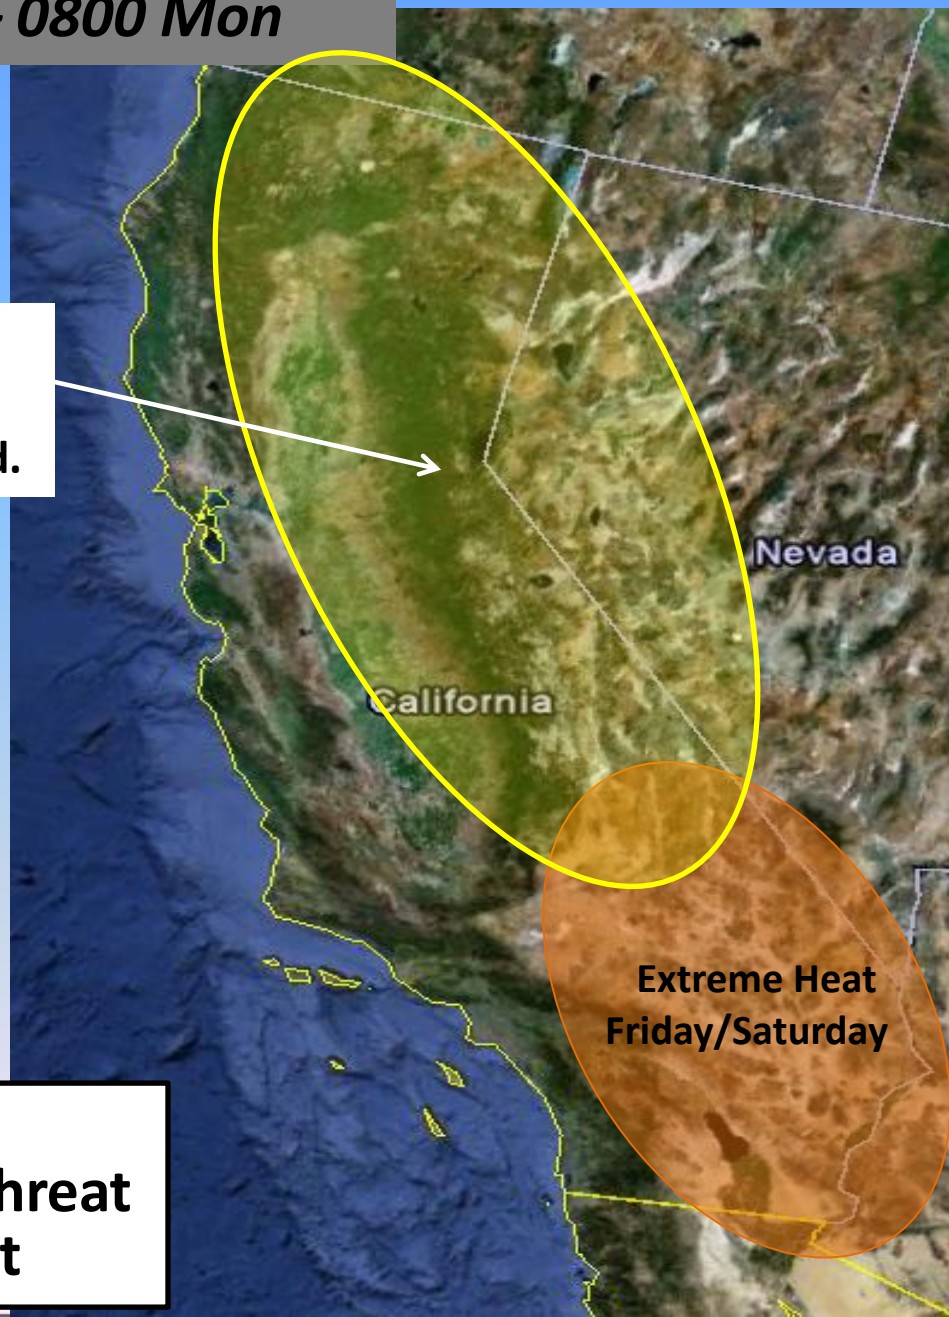 0800 Mon
d.
Nevada
California
Extreme Heat
Friday/Saturday
hreat
t